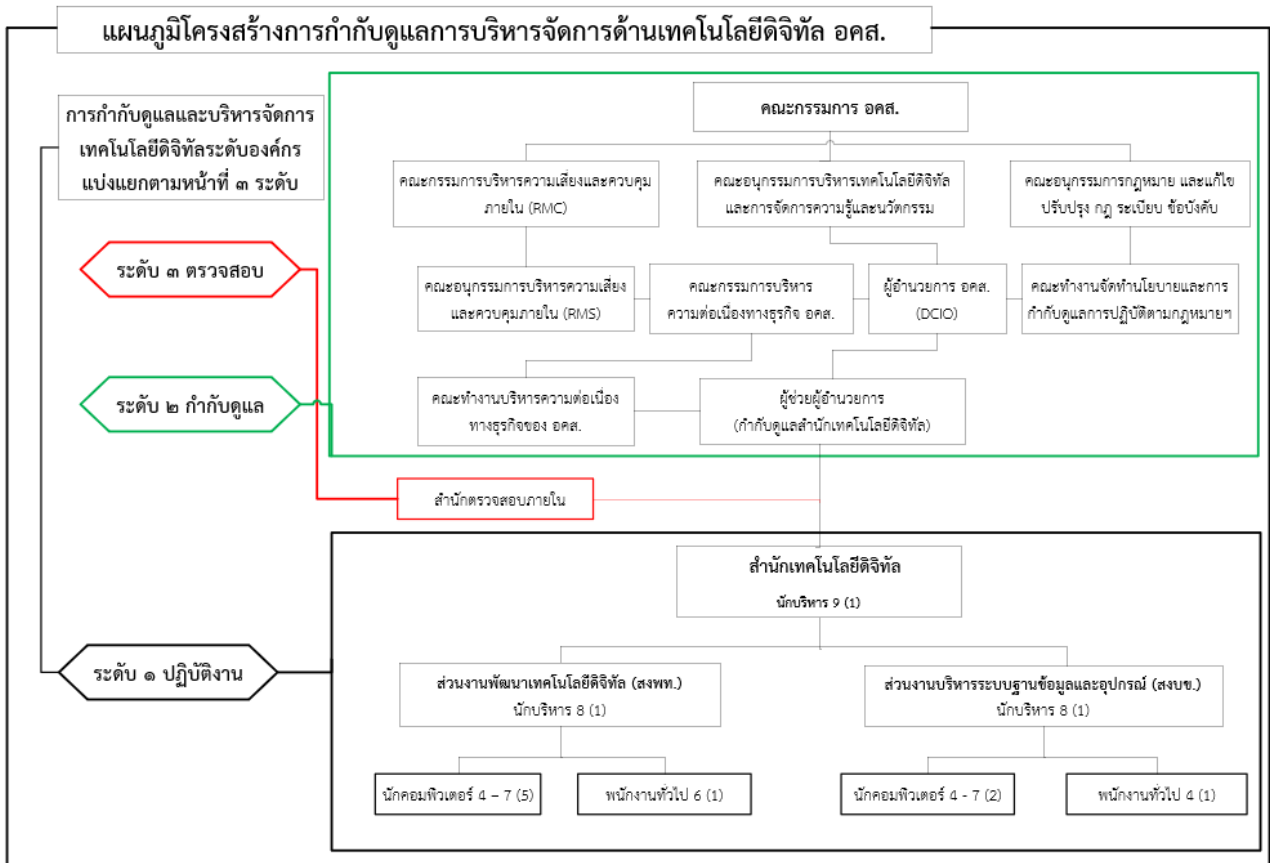 แผนภูมิโครงสร้างการกำกับดูแลการบริหารจัดการด้านเทคโนโลยีดิจิทัล อคส.
การกำกับดูแลและบริหารจัดการ
เทคโนโลยีดิจิทัลระดับองค์กร
แบ่งแยกตามหน้าที่ ๓ ระดับ
คณะกรรมการ อคส.
คณะกรรมการบริหารความเสี่ยงและควบคุม
ภายใน (RMC)
คณะอนุกรรมการบริหารเทคโนโลยีดิจิทัล
และการจัดการความรู้และนวัตกรรม
คณะอนุกรรมการกฎหมาย และแก้ไข
ปรับปรุง กฎ ระเบียบ ข้อบังคับ
ระดับ ๓ ตรวจสอบ
คณะอนุกรรมการบริหารความเสี่ยง
และควบคุมภายใน (RMS)
คณะกรรมการบริหาร
ความต่อเนื่องทางธุรกิจ อคส.
ผู้อำนวยการ อคส.
(DCIO)
คณะทำงานจัดทำนโยบายและการ
กำกับดูแลการปฏิบัติตามกฎหมายฯ
ระดับ ๒ กำกับดูแล
คณะทำงานบริหารความต่อเนื่อง
ทางธุรกิจของ อคส.
ผู้ช่วยผู้อำนวยการ
(กำกับดูแลสำนักเทคโนโลยีดิจิทัล)
สำนักตรวจสอบภายใน
สำนักเทคโนโลยีดิจิทัล
นักบริหาร 9 (1)
ระดับ ๑ ปฏิบัติงาน
ส่วนงานพัฒนาเทคโนโลยีดิจิทัล (สงพท.)
นักบริหาร 8 (1)
ส่วนงานบริหารระบบฐานข้อมูลและอุปกรณ์ (สงบข.)
นักบริหาร 8 (1)
นักคอมพิวเตอร์ 4 – 7 (5)
พนักงานทั่วไป 6 (1)
นักคอมพิวเตอร์ 4 - 7 (2)
พนักงานทั่วไป 4 (1)